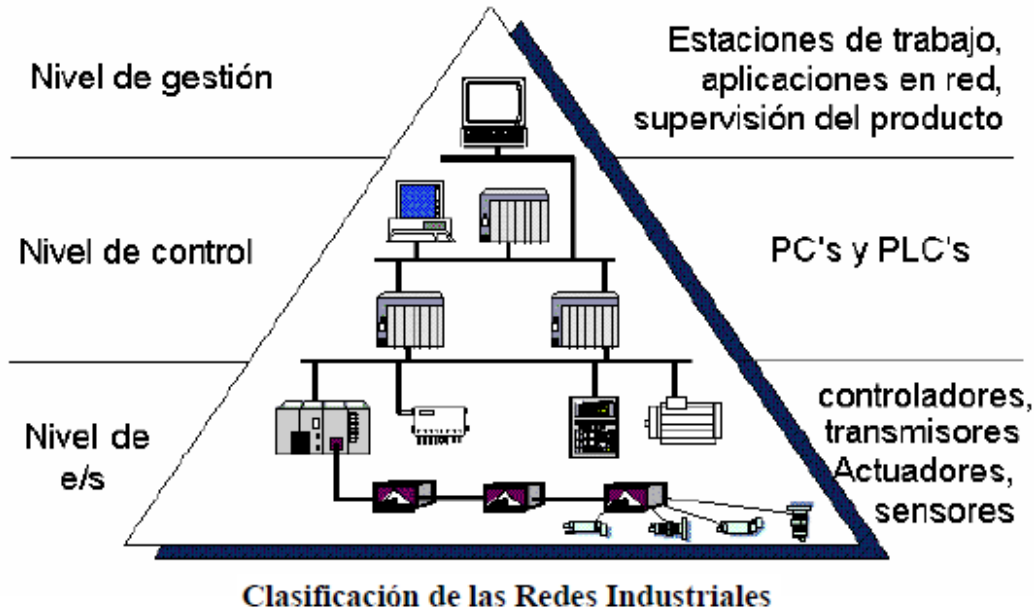 Nivel de gestión
Estaciones de trabajo,
aplicaciones en red,
supervisión del producto
Nivel de control
PC's y PLC's
Nivel de
e/s
controladores,
transmisores
Actuadores,
sensores
Clasificación de las Redes Industriales